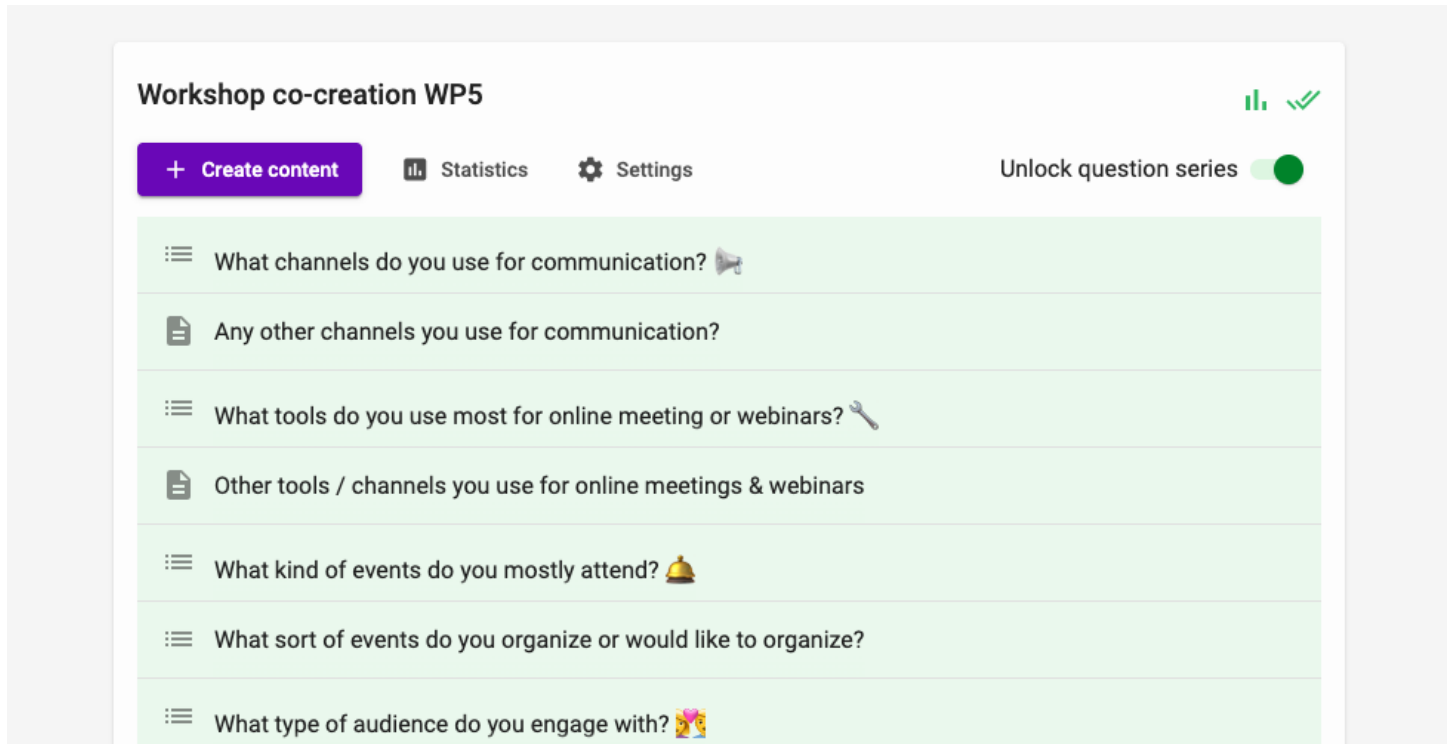 Workshop co-creation WP5
+ Create content Statistics Settings Unlock question series
What channels do you use for communication? 📢
Any other channels you use for communication?
What tools do you use most for online meeting or webinars? 🔧
Other tools / channels you use for online meetings & webinars
What kind of events do you mostly attend? 🛎️
What sort of events do you organize or would like to organize?
What type of audience do you engage with? 💏